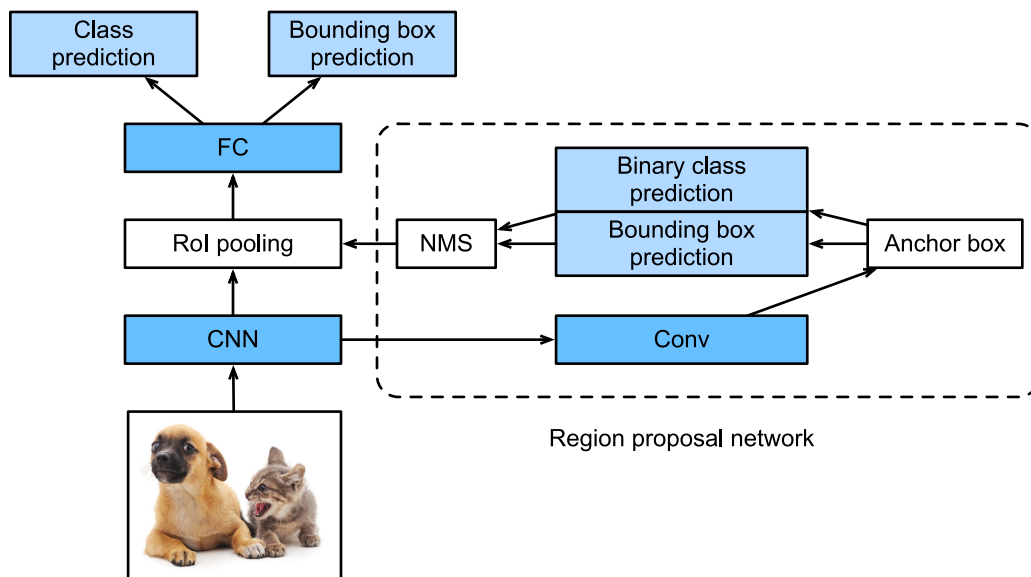 Class
prediction
Bounding box
prediction
FC
Binary class
prediction
RoI pooling
NMS
Bounding box
prediction
Anchor box
CNN
Conv
Region proposal network